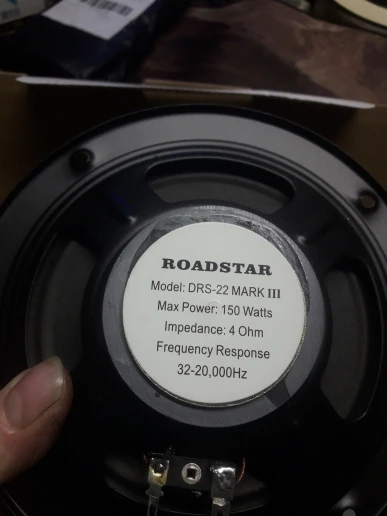 ROADSTAR
Model: DRS-22 MARK III
Max Power: 150 Watts
Impedance: 4 Ohm
Frequency Response
32-20,000Hz